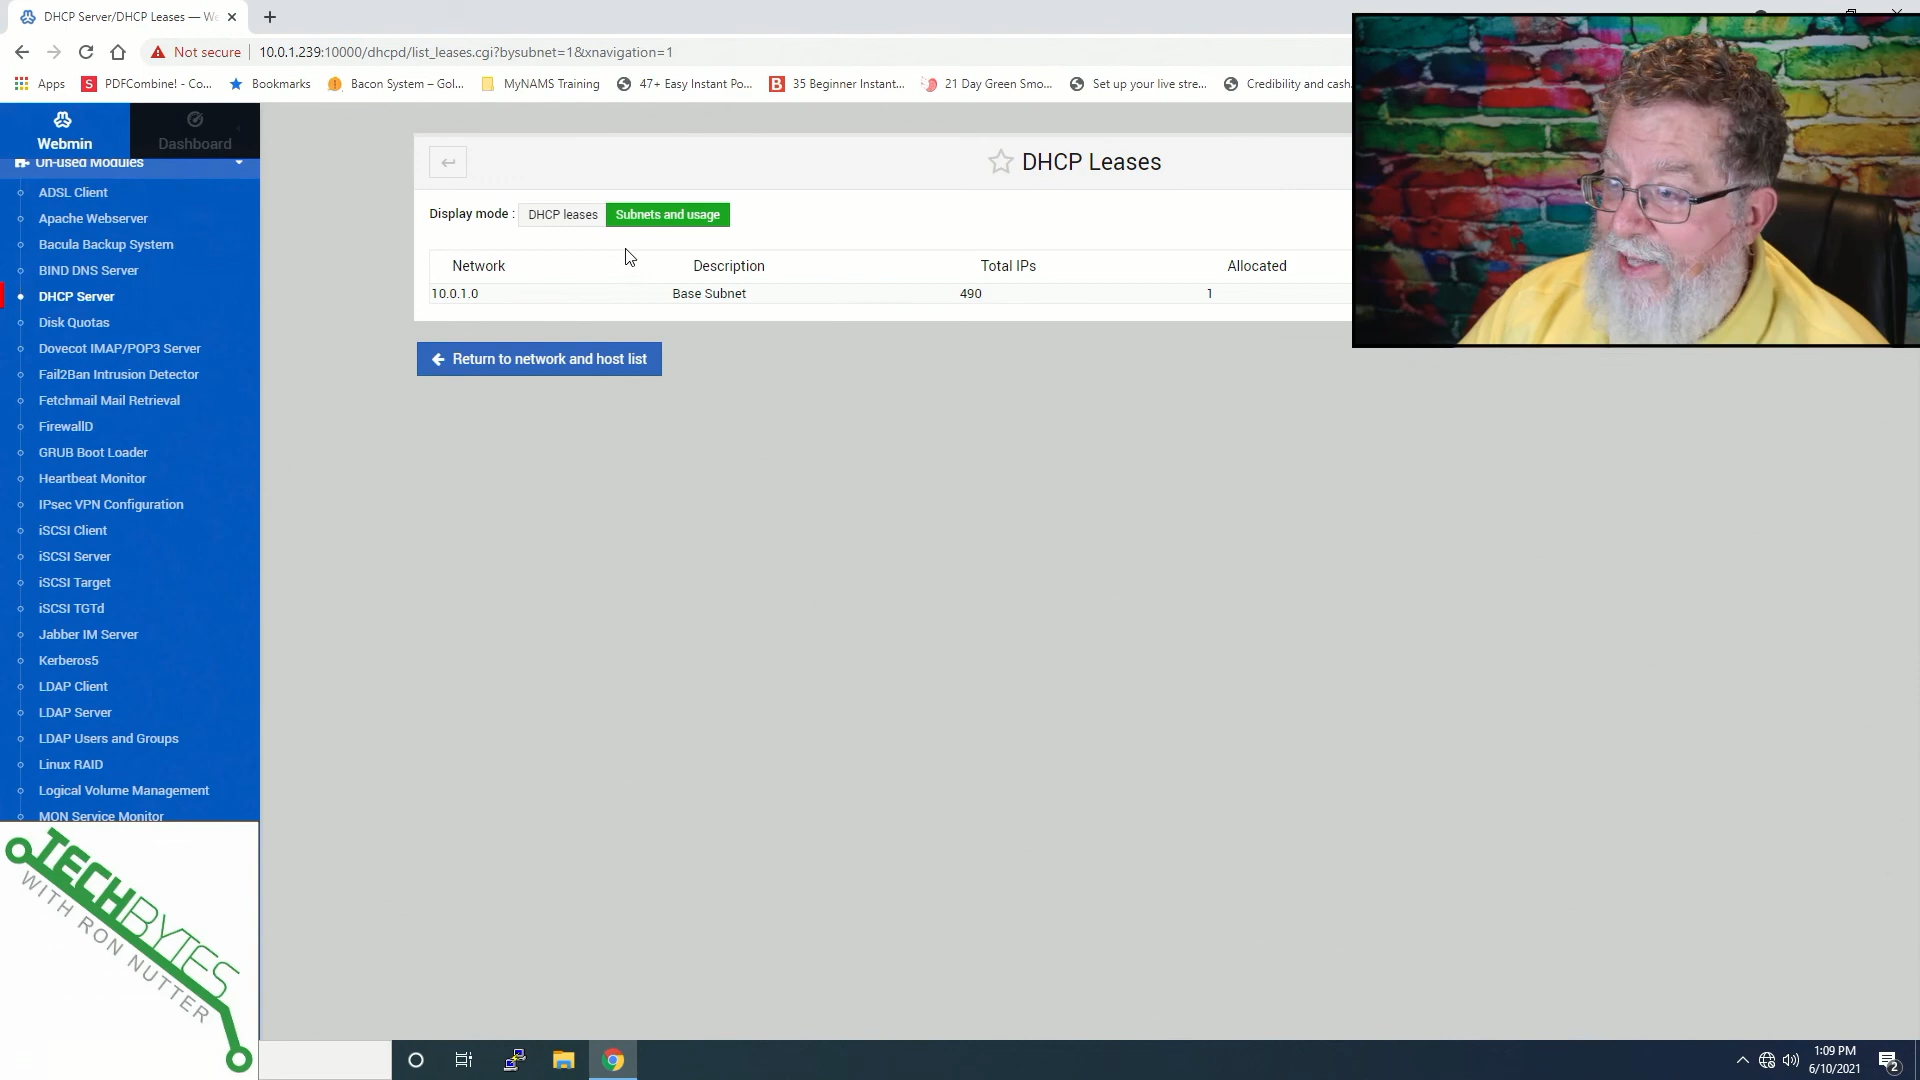 DHCP Server/DHCP Leases — We
Not secure
10.0.1.239:10000/dhcpd/list_leases.cgi?bysubnet=1&xnavigation=1
Apps
PDFCombine! - Co...
Bookmarks
Bacon System – Gol...
MyNAMS Training
47+ Easy Instant Po...
35 Beginner Instant...
21 Day Green Smo...
Set up your live stre...
Credibility and cash
Webmin
Dashboard
Un-used Modules
ADSL Client
Apache Webserver
Bacula Backup System
BIND DNS Server
DHCP Server
Disk Quotas
Dovecot IMAP/POP3 Server
Fail2Ban Intrusion Detector
Fetchmail Mail Retrieval
FirewallD
GRUB Boot Loader
Heartbeat Monitor
IPsec VPN Configuration
iSCSI Client
iSCSI Server
iSCSI Target
iSCSI TGTd
Jabber IM Server
Kerberos5
LDAP Client
LDAP Server
LDAP Users and Groups
Linux RAID
Logical Volume Management
MON Service Monitor
DHCP Leases
Display mode : DHCP leases Subnets and usage
Network Description Total IPs Allocated
10.0.1.0 Base Subnet 490 1
Return to network and host list
TECHBYTES
WITH RON NUTTER
1:09 PM
6/10/2021
2